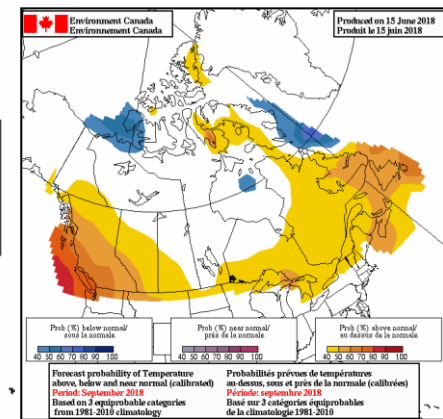 Environment Canada
Environnement Canada
Produced on 15 June 2018
Produit le 15 juin 2018
Prob (%) below normal/
sous la normale
40 50 60 70 80 90 100
Prob (%) near normal/
près de la normale
40 50 60 70 80 90 100
Prob (%) above normal/
au dessus de la normale
40 50 60 70 80 90 100
Forecast probability of Temperature
above, below and near normal (calibrated)
Period: September 2018
Based on 3 equiprobable categories
from 1981-2010 climatology
Probabilités prévues de températures
au-dessus, sous et près de la normale (calibrées)
Période: septembre 2018
Basé sur 3 catégories équiprobables
de la climatologie 1981-2010